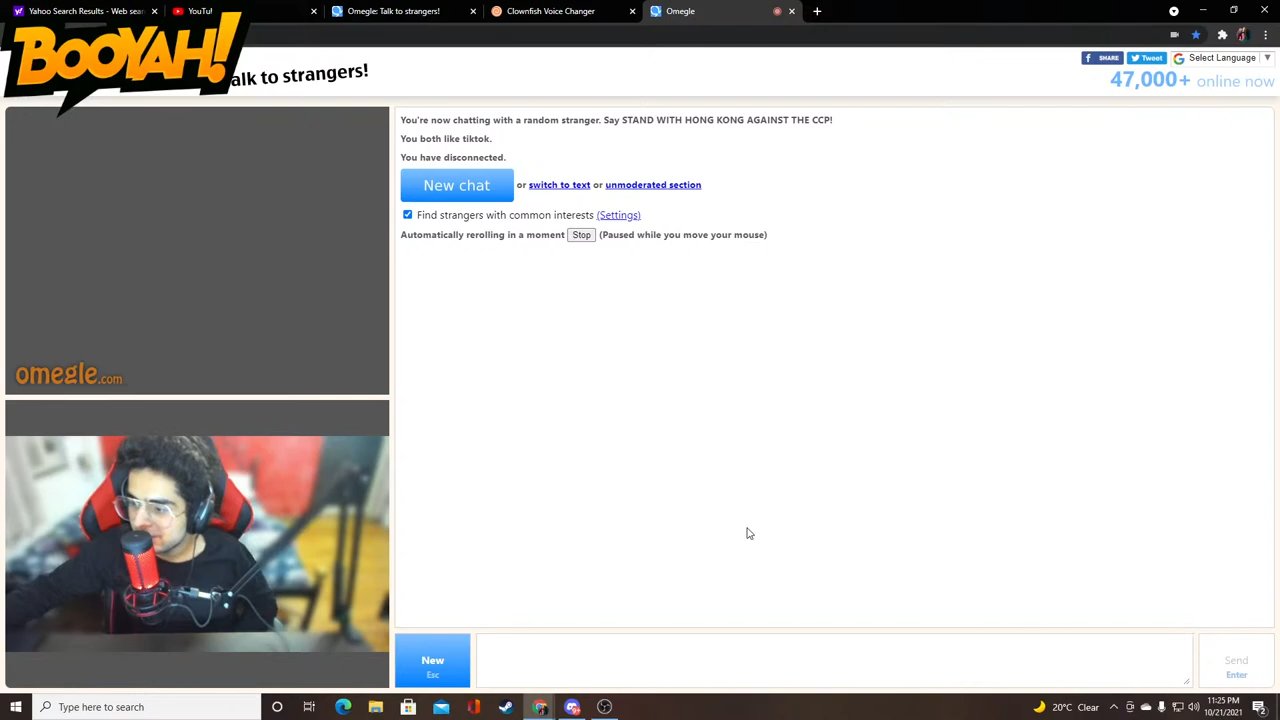 Yahoo Search Results - Web sear
YouTu!
Omegle: Talk to strangers!
Clownfish Voice Changer
Omegle
BOOYAH!
alk to strangers!
SHARE
Tweet
Select Language
47,000+ online now
You're now chatting with a random stranger. Say STAND WITH HONG KONG AGAINST THE CCP!
You both like tiktok.
You have disconnected.
New chat or switch to text or unmoderated section
Find strangers with common interests (Settings)
Automatically rerolling in a moment Stop (Paused while you move your mouse)
omegle.com
New
Esc
Send
Enter
Type here to search
20°C Clear
11:25 PM
10/21/2021